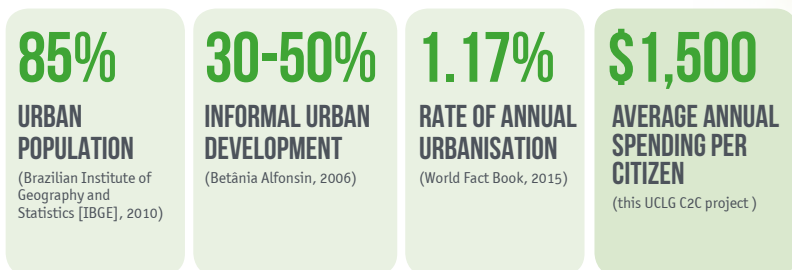 85%
URBAN
POPULATION
(Brazilian Institute of
Geography and
Statistics [IBGE], 2010)
30-50%
INFORMAL URBAN
DEVELOPMENT
(Betânia Alfonsin, 2006)
1.17%
RATE OF ANNUAL
URBANISATION
(World Fact Book, 2015)
$1,500
AVERAGE ANNUAL
SPENDING PER
CITIZEN
(this UCLG C2C project )